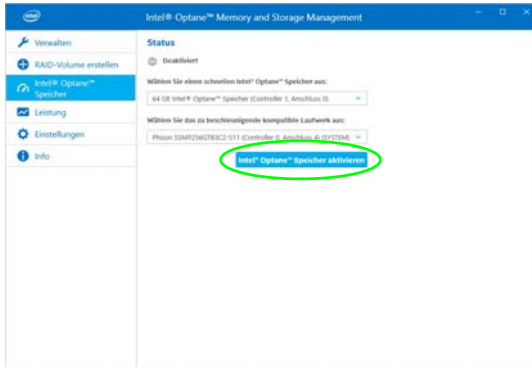 intel
Intel® Optane™ Memory and Storage Management
Verwalten
RAID-Volume erstellen
Intel® Optane™
Speicher
Leistung
Einstellungen
Info
Status
Deaktiviert
Wählen Sie einen schnellen Intel® Optane™ Speicher aus:
64 GB Intel® Optane™ Speicher (Controller 1, Anschluss 0)
Wählen Sie das zu beschleunigende kompatible Laufwerk aus:
Phison SSM9256GTB3C2-S11 (Controller 0, Anschluss 4) (SYSTEM)
Intel® Optane™ Speicher aktivieren